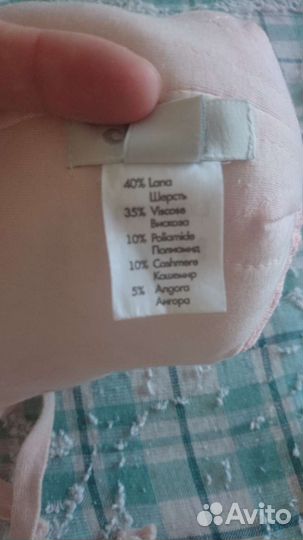 40% Lana
Шерсть
35% Viscose
Вискоза
10% Poliamide
Полиамид
10% Cashmere
Кашемир
5% Angora
Ангора
Avito